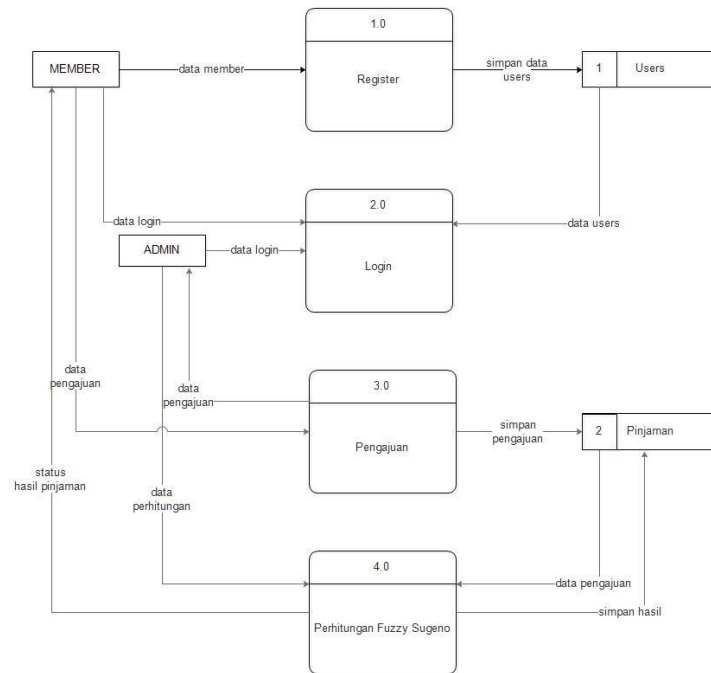 1.0
MEMBER
data member
Register
simpan data
users
1
Users
2.0
data login
data users
ADMIN
data login
Login
data
pengajuan
data
pengajuan
3.0
Pengajuan
simpan
pengajuan
2
Pinjaman
status
hasil pinjaman
data
perhitungan
4.0
data pengajuan
Perhitungan Fuzzy Sugeno
simpan hasil